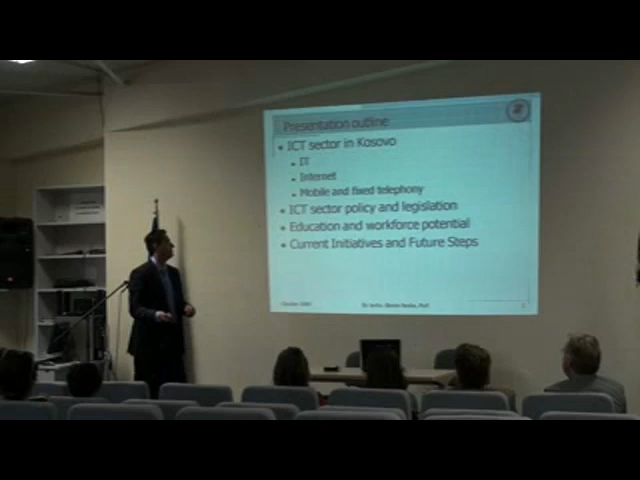 Presentation outline
• ICT sector in Kosovo
• IT
• Internet
• Mobile and fixed telephony
• ICT sector policy and legislation
• Education and workforce potential
• Current Initiatives and Future Steps